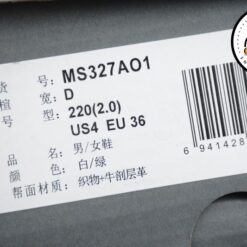 货 号: MS327AO1
楦 宽: D
号 型: 220(2.0)
US4 EU 36
品 名: 男/女鞋
颜 色: 白/绿
帮面材质: 织物+牛剖层革
6 941428